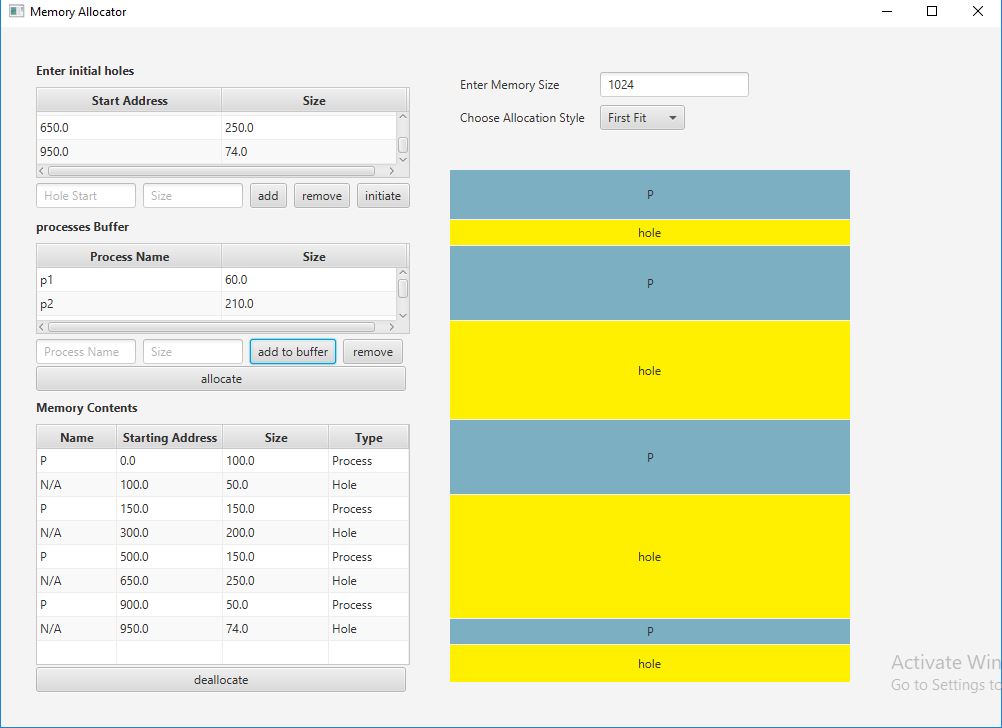 Memory Allocator
Enter initial holes
Start Address Size
650.0 250.0
950.0 74.0
Hole Start Size add remove initiate
processes Buffer
Process Name Size
p1 60.0
p2 210.0
Process Name Size add to buffer remove
allocate
Memory Contents
Name Starting Address Size Type
P 0.0 100.0 Process
N/A 100.0 50.0 Hole
P 150.0 150.0 Process
N/A 300.0 200.0 Hole
P 500.0 150.0 Process
N/A 650.0 250.0 Hole
P 900.0 50.0 Process
N/A 950.0 74.0 Hole
deallocate
Enter Memory Size 1024
Choose Allocation Style First Fit
P
hole
P
hole
P
hole
P
hole
Activate Win
Go to Settings to